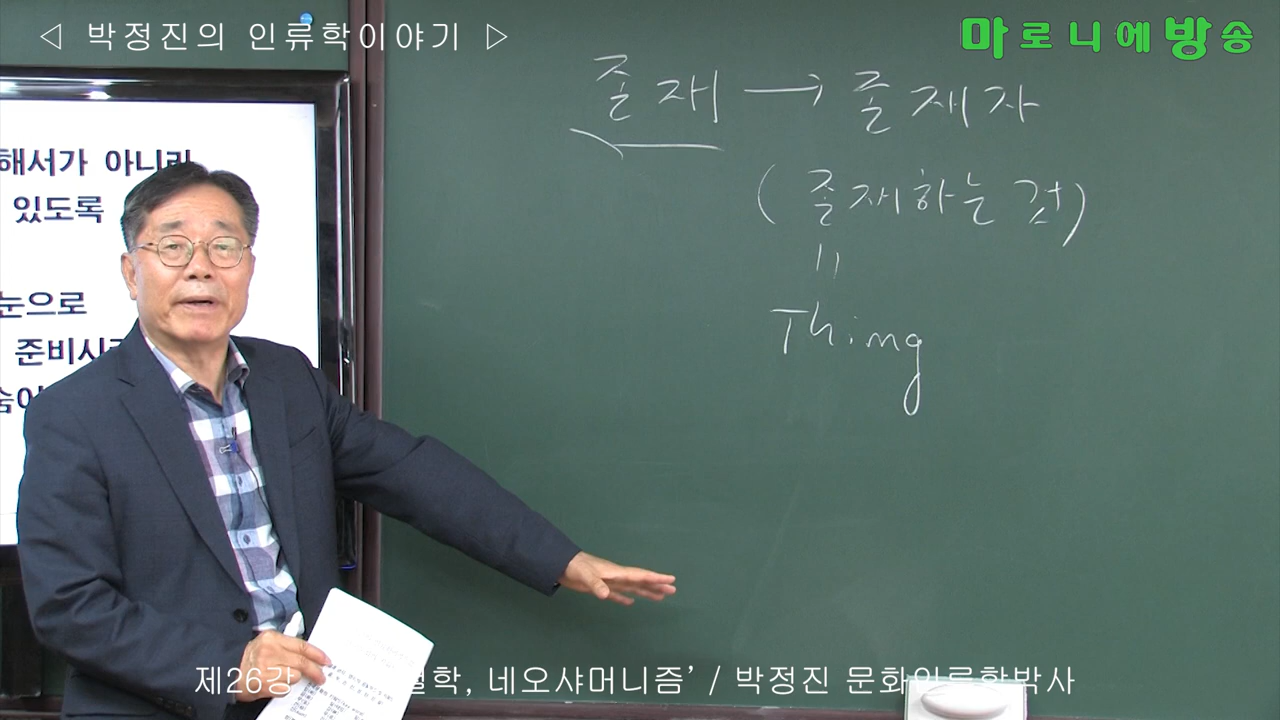 ◁ 박정진의 인류학이야기 ▷
마로니에방송
해서가 아니라
있도록
눈으로
준비시
존재 → 존재자
(존재하는 것)
=
Thing
제26강 철학, 네오샤머니즘’ / 박정진 문화인류학박사